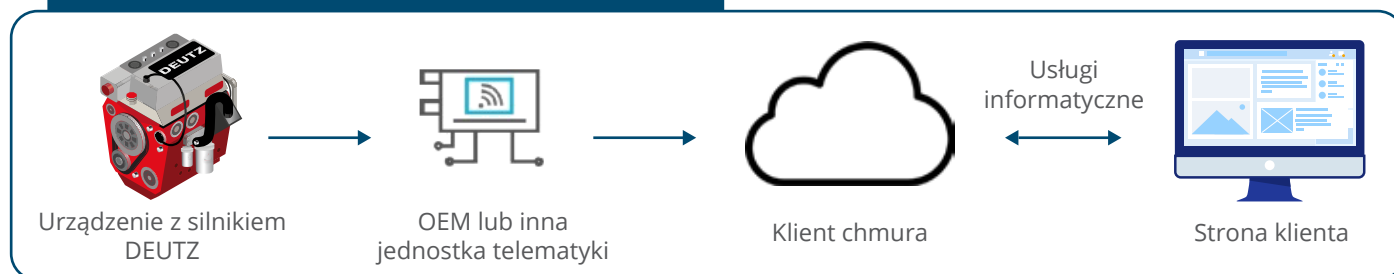 DEUTZ
Usługi
informatyczne
Urządzenie z silnikiem
DEUTZ
OEM lub inna
jednostka telematyki
Klient chmura
Strona klienta